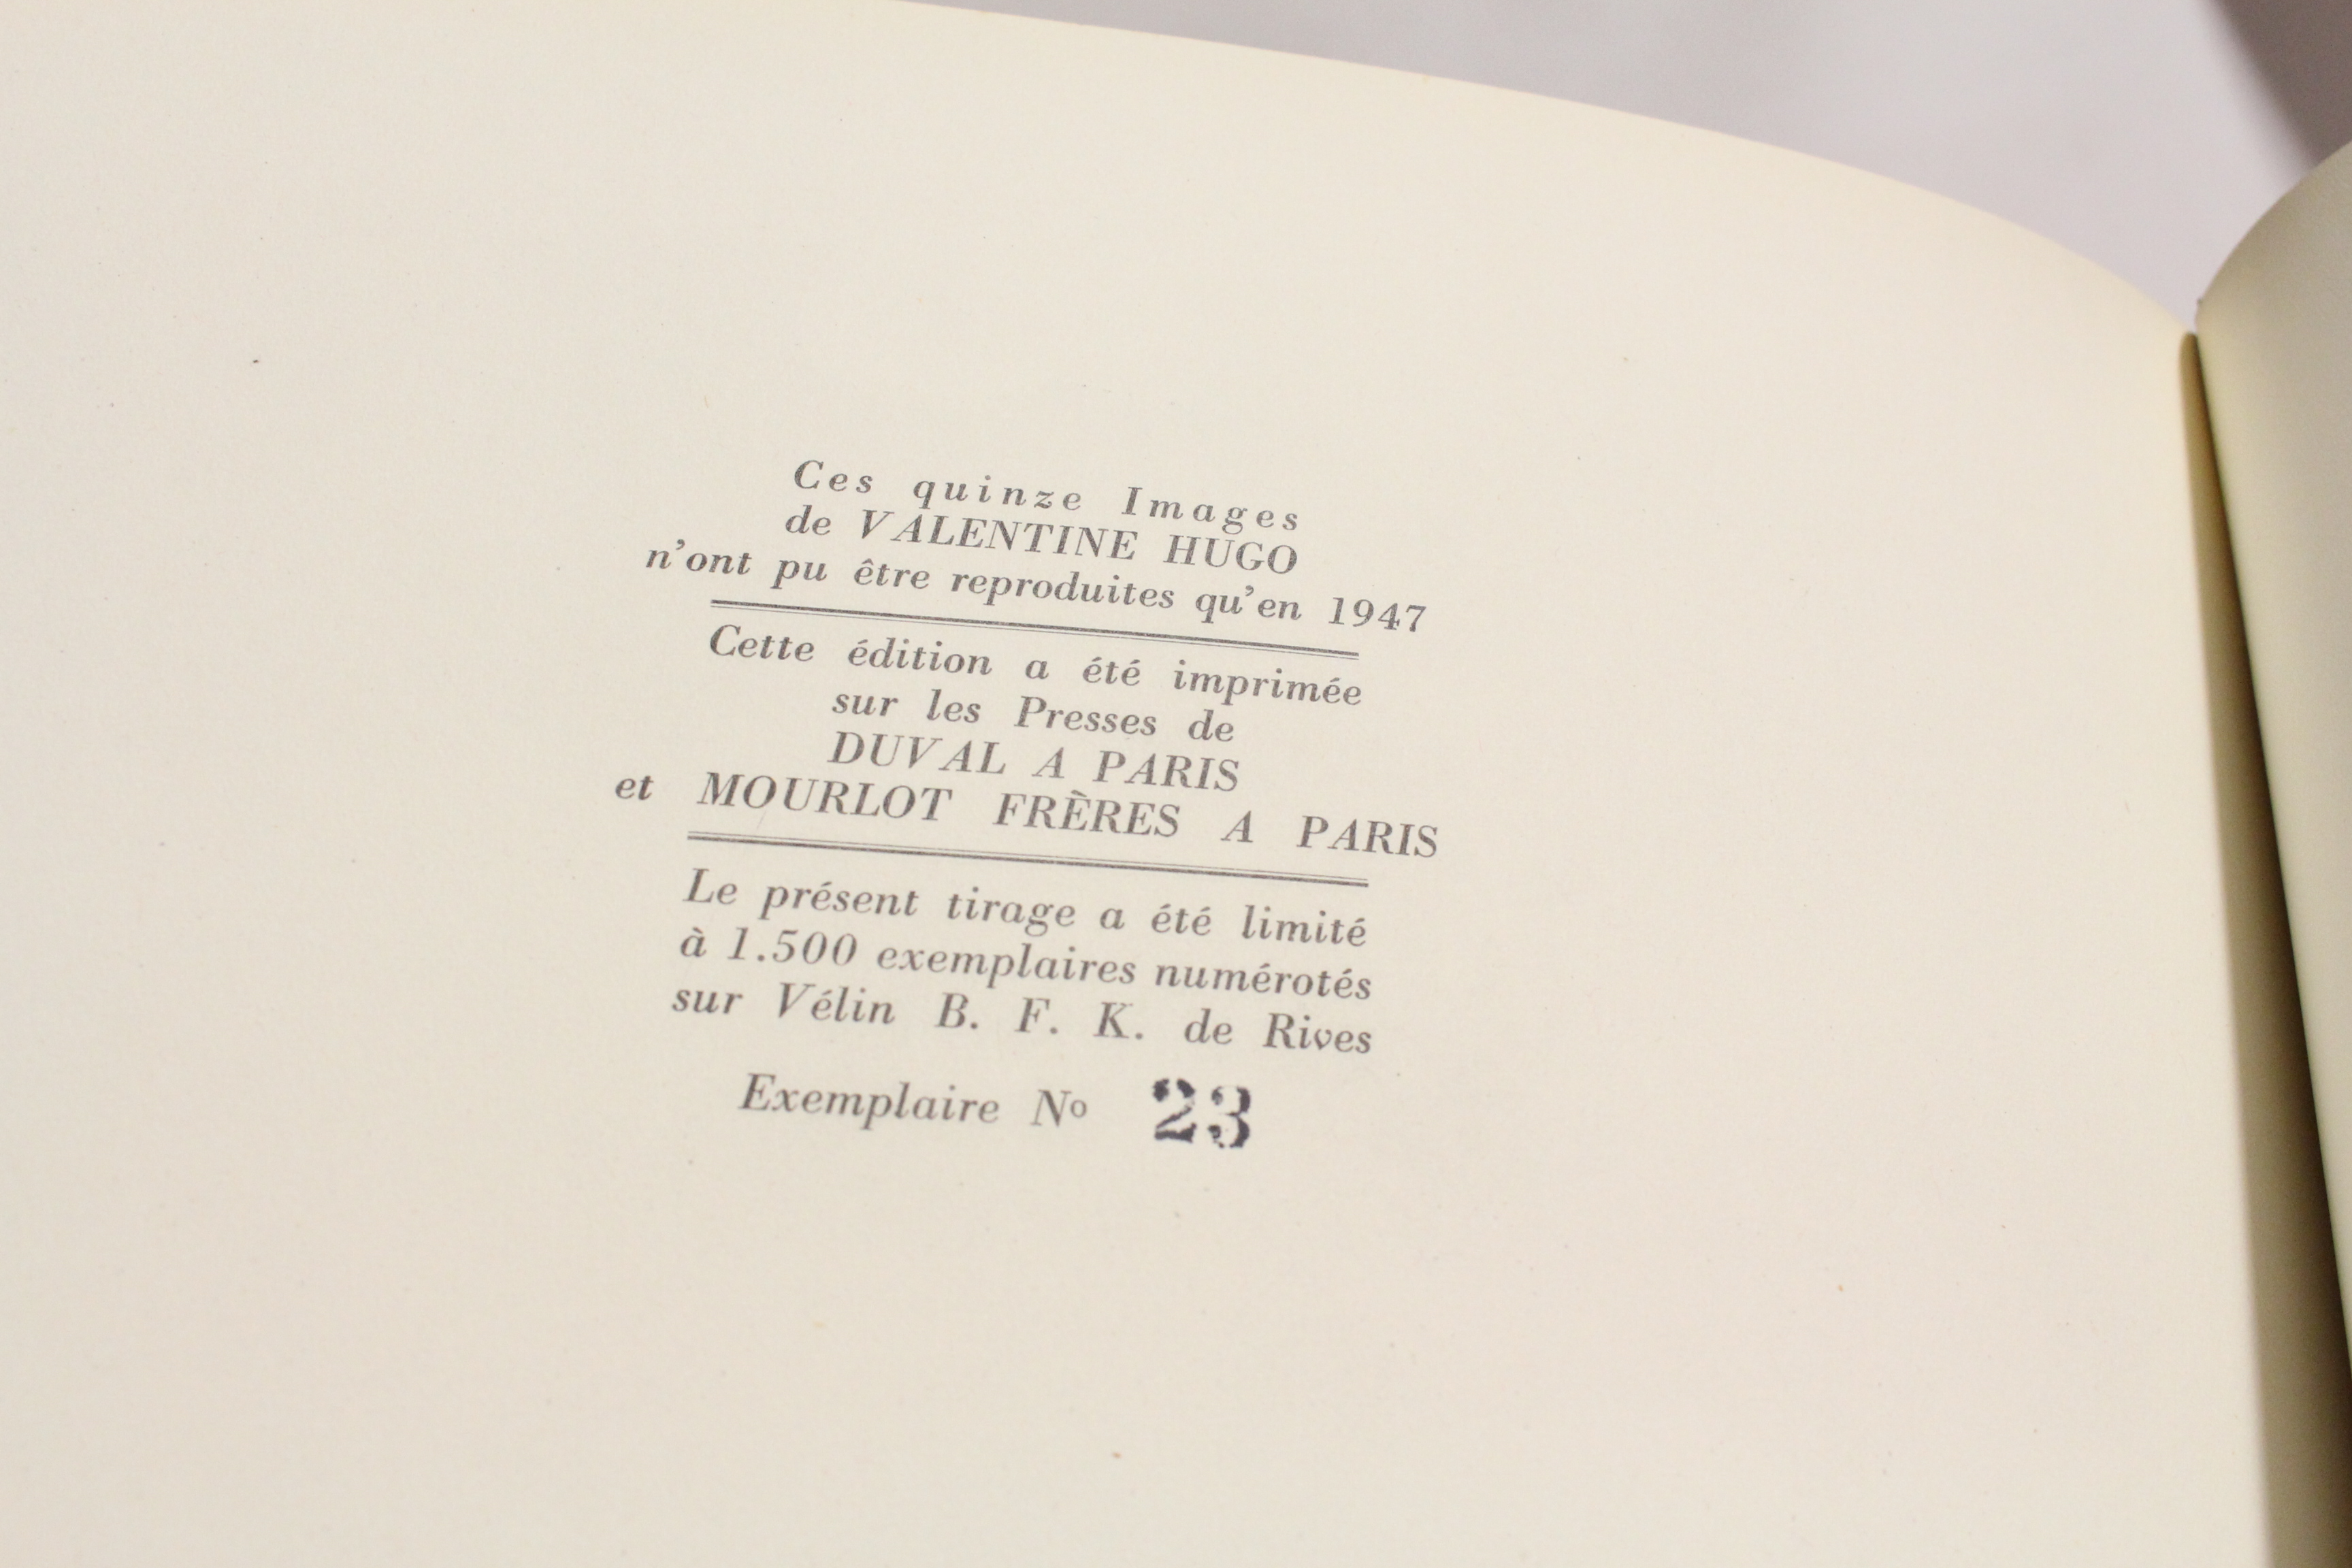 Ces quinze Images
de VALENTINE HUGO
n'ont pu être reproduites qu'en 1947
Cette édition a été imprimée
sur les Presses de
DUVAL A PARIS
et MOURLOT FRÈRES A PARIS
Le présent tirage a été limité
à 1.500 exemplaires numérotés
sur Vélin B. F. K. de Rives
Exemplaire Nº 23